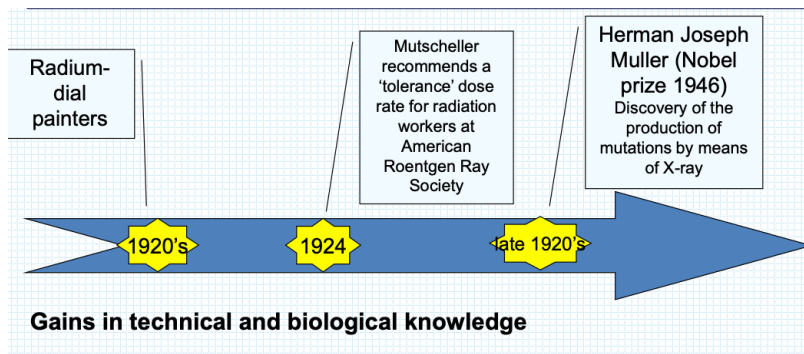 Radium-
dial
painters
Mutscheller
recommends a
‘tolerance’ dose
rate for radiation
workers at
American
Roentgen Ray
Society
Herman Joseph
Muller (Nobel
prize 1946)
Discovery of the
production of
mutations by means
of X-ray
1920’s
1924
late 1920’s
Gains in technical and biological knowledge